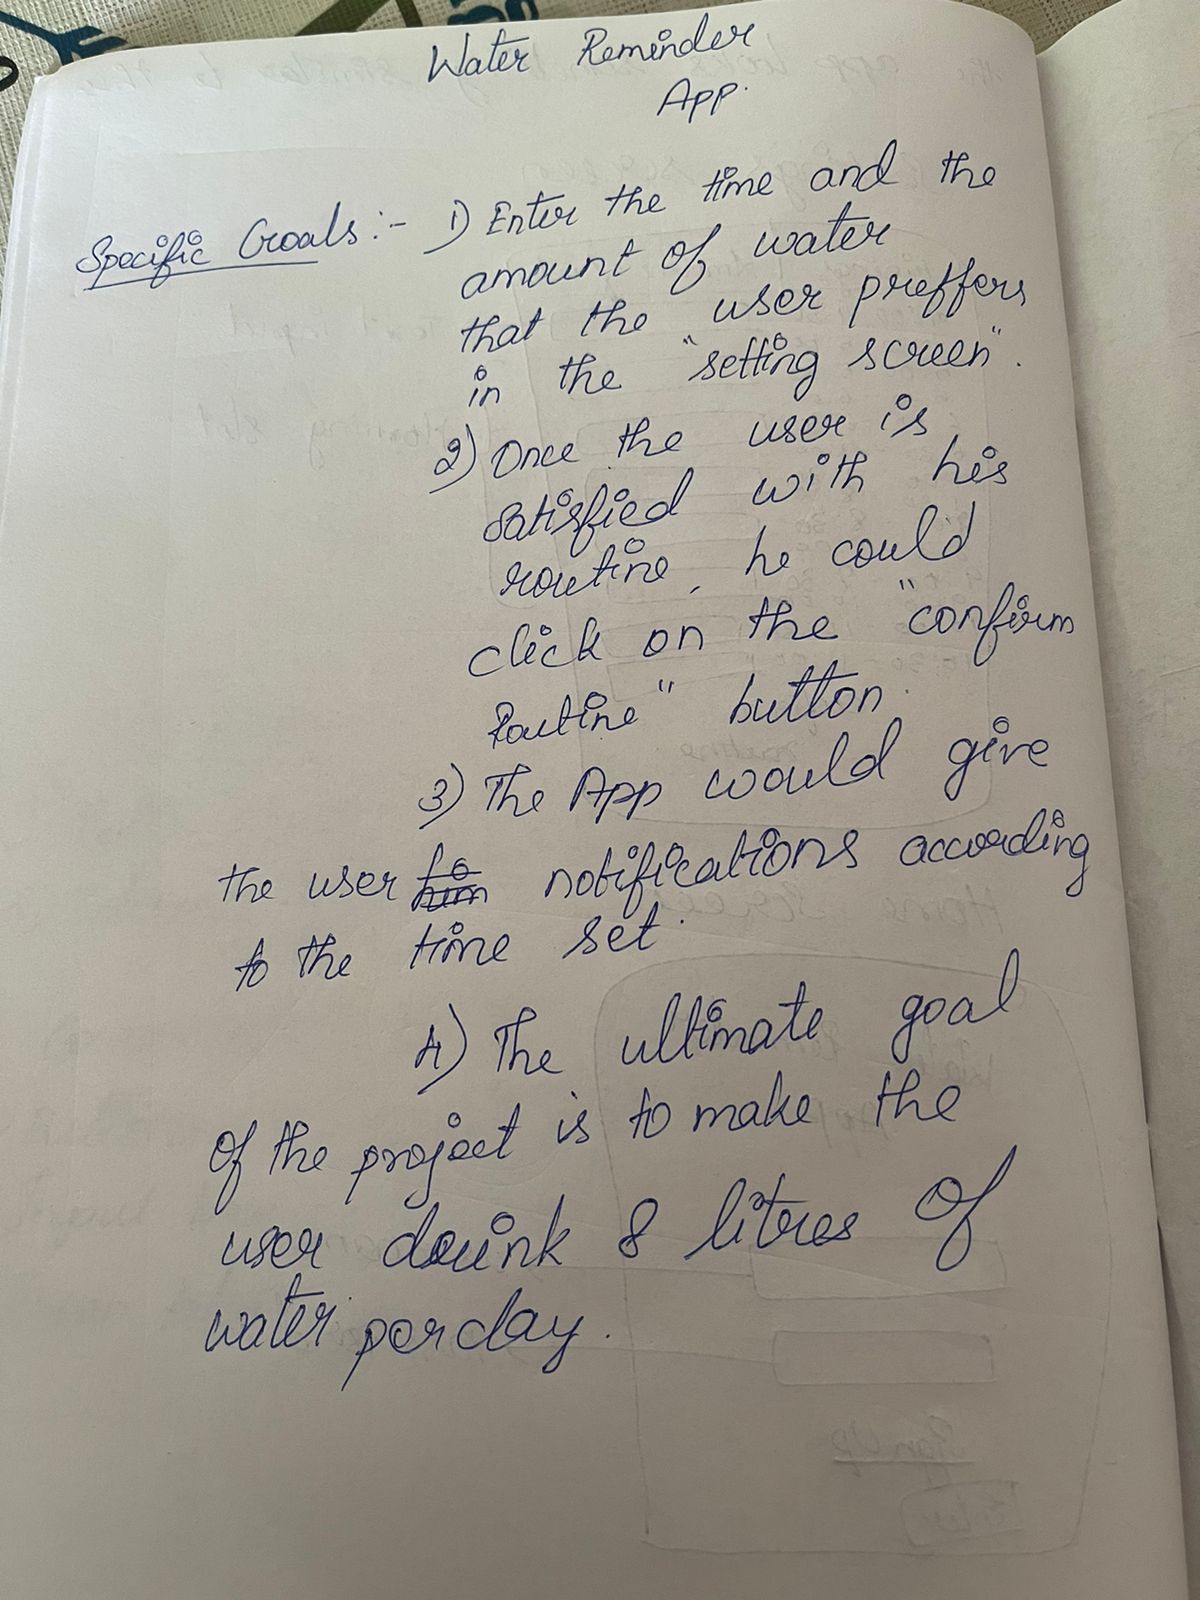 Water Reminder
App.
Specific Goals:- 1) Enter the time and the
amount of water
that the user preffers
in the "setting screen".
2) Once the user is
satisfied with his
routine, he could
click on the "confirm
Routine" button.
3) The App would give
the user to notifications according
to the time set.
4) The ultimate goal
of the project is to make the
user drink 8 litres of
water per day.